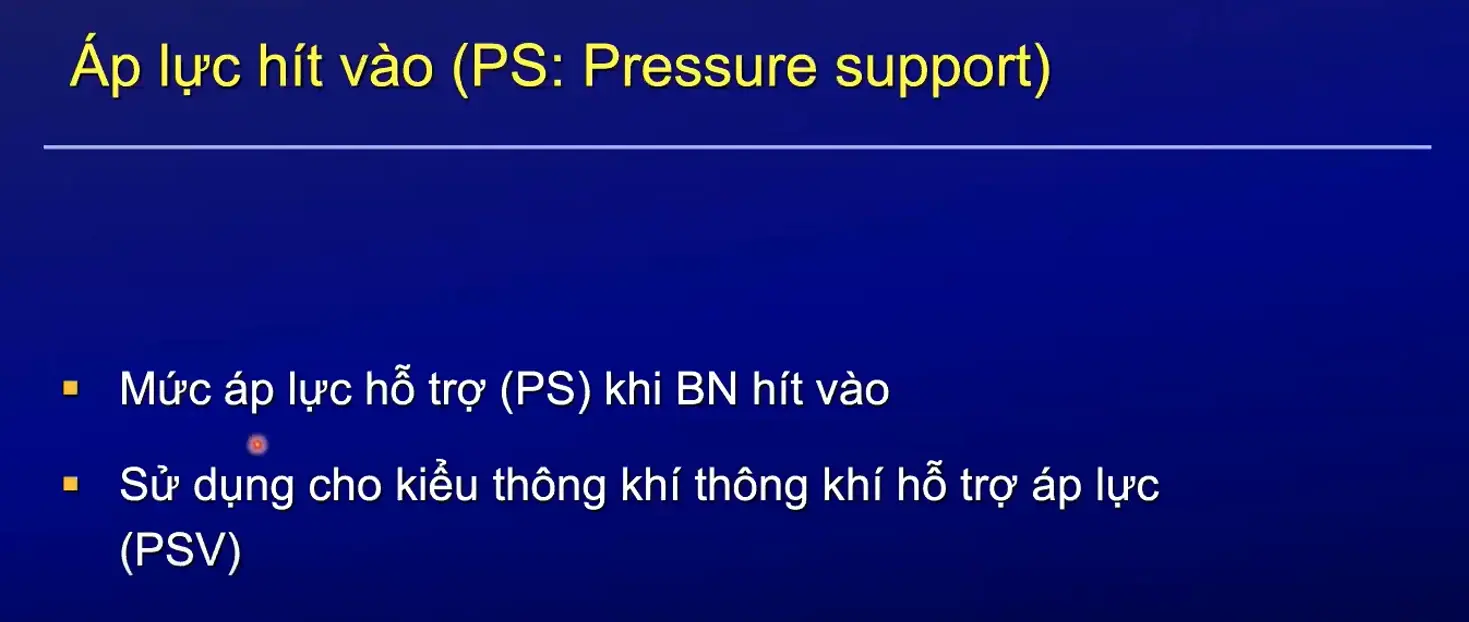 Áp lực hít vào (PS: Pressure support)
▪ Mức áp lực hỗ trợ (PS) khi BN hít vào
▪ Sử dụng cho kiểu thông khí thông khí hỗ trợ áp lực
(PSV)